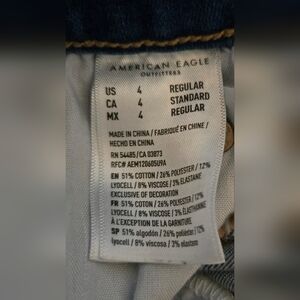 AMERICAN EAGLE
OUTFITTERS
US 4 REGULAR
CA 4 STANDARD
MX 4 REGULAR
MADE IN CHINA / FABRIQUÉ EN CHINE /
HECHO EN CHINA
RN 54485/CA 03873
RFC# AEM120605U9A
EN 51% COTTON / 26% POLYESTER / 12%
LYOCELL / 8% VISCOSE / 3% ELASTANE
EXCLUSIVE OF DECORATION
FR 51% COTON / 26% POLYESTER / 12%
LYOCELL / 8% VISCOSE / 3% ÉLASTHANNE
À L'EXCEPTION DE LA GARNITURE
SP 51% algodón / 26% poliéster / 12%
lyocell / 8% viscosa / 3% elastano